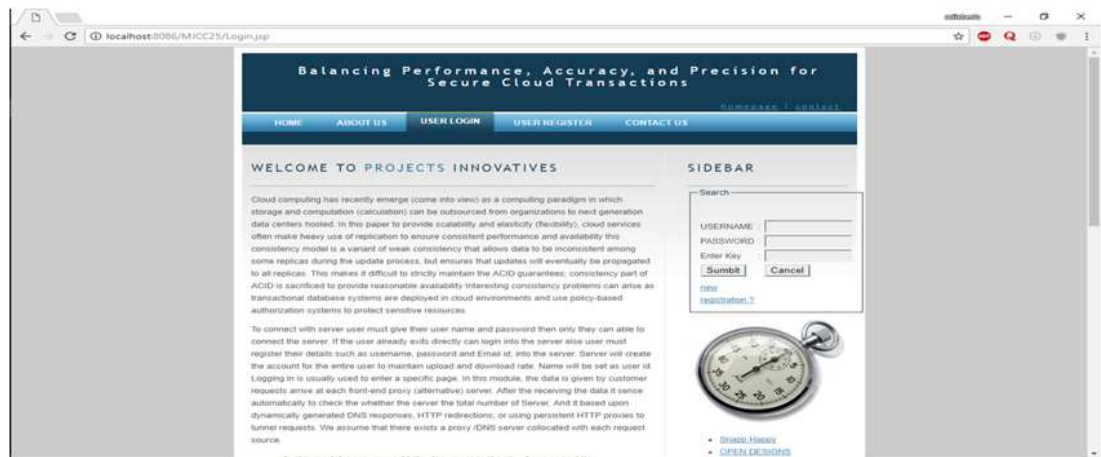 localhost:8086/MJCC25/Login.jsp
Balancing Performance, Accuracy, and Precision for
Secure Cloud Transactions
homepage | contact
HOME ABOUT US USER LOGIN USER REGISTER CONTACT US
WELCOME TO PROJECTS INNOVATIVES
Cloud computing has recently emerge (come into view) as a computing paradigm in which
storage and computation (calculation) can be outsourced from organizations to next generation
data centers hosted. In this paper to provide scalability and elasticity (flexibility), cloud services
often make heavy use of replication to ensure consistent performance and availability this
consistency model is a variant of weak consistency that allows data to be inconsistent among
some replicas during the update process, but ensures that updates will eventually be propagated
to all replicas. This makes it difficult to strictly maintain the ACID guarantees; consistency part of
ACID is sacrificed to provide reasonable availability Interesting consistency problems can arise as
transactional database systems are deployed in cloud environments and use policy-based
authorization systems to protect sensitive resources
To connect with server user must give their user name and password then only they can able to
connect the server. If the user already exits directly can login into the server else user must
register their details such as username, password and Email id, into the server. Server will create
the account for the entire user to maintain upload and download rate. Name will be set as user id.
Logging in is usually used to enter a specific page. In this module, the data is given by customer
requests arrive at each front-end proxy (alternative) server. After the receiving the data it sense
automatically to check the whether the server the total number of Server. And it based upon
dynamically generated DNS responses, HTTP redirections, or using persistent HTTP proxies to
tunnel requests. We assume that there exists a proxy /DNS server collocated with each request
source.
SIDEBAR
Search
USERNAME :
PASSWORD :
Enter Key :
Sumbit Cancel
new
registration ?
Snapp Happy
OPEN DESIGNS